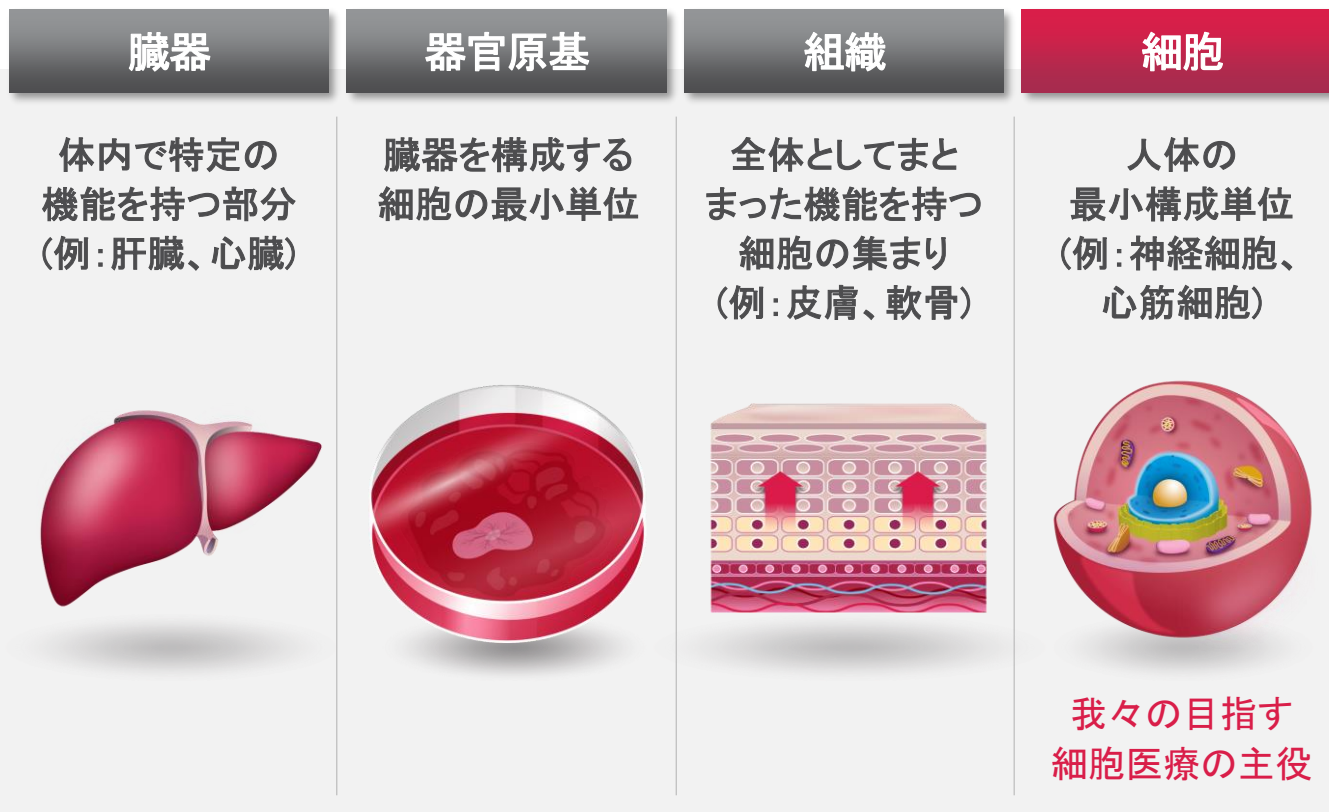 臓器
体内で特定の
機能を持つ部分
(例:肝臓、心臓)
器官原基
臓器を構成する
細胞の最小単位
組織
全体としてまと
まった機能を持つ
細胞の集まり
(例:皮膚、軟骨)
細胞
人体の
最小構成単位
(例:神経細胞、
心筋細胞)
我々の目指す
細胞医療の主役